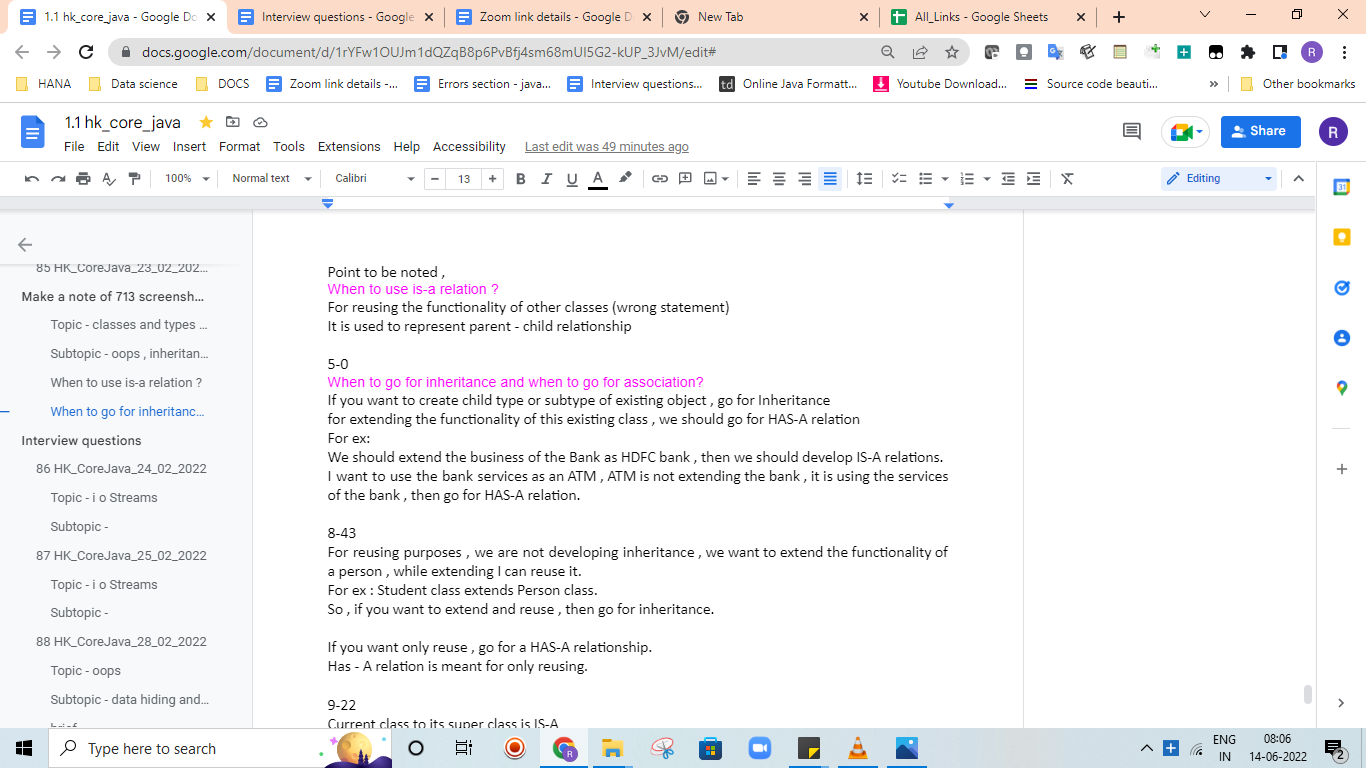 1.1 hk_core_java - Google Do
Interview questions - Google
Zoom link details - Google D
New Tab
All_Links - Google Sheets
docs.google.com/document/d/1rYFw1OUJm1dQZqB8p6PvBfj4sm68mUI5G2-kUP_3JvM/edit#
R
HANA
Data science
DOCS
Zoom link details -...
Errors section - java...
Interview questions...
td Online Java Formatt...
Youtube Download...
Source code beauti...
»
Other bookmarks
1.1 hk_core_java
File Edit View Insert Format Tools Extensions Help Accessibility Last edit was 49 minutes ago
Share
R
100%
Normal text
Calibri
13
B I U A
Editing
31
85 HK_CoreJava_23_02_202...
Make a note of 713 screensh...
Topic - classes and types ...
Subtopic - oops , inheritan...
When to use is-a relation ?
When to go for inheritanc...
Interview questions
86 HK_CoreJava_24_02_2022
Topic - i o Streams
Subtopic -
87 HK_CoreJava_25_02_2022
Topic - i o Streams
Subtopic -
88 HK_CoreJava_28_02_2022
Topic - oops
Subtopic - data hiding and...
brief
Point to be noted ,
When to use is-a relation ?
For reusing the functionality of other classes (wrong statement)
It is used to represent parent - child relationship
5-0
When to go for inheritance and when to go for association?
If you want to create child type or subtype of existing object , go for Inheritance
for extending the functionality of this existing class , we should go for HAS-A relation
For ex:
We should extend the business of the Bank as HDFC bank , then we should develop IS-A relations.
I want to use the bank services as an ATM , ATM is not extending the bank , it is using the services
of the bank , then go for HAS-A relation.
8-43
For reusing purposes , we are not developing inheritance , we want to extend the functionality of
a person , while extending I can reuse it.
For ex : Student class extends Person class.
So , if you want to extend and reuse , then go for inheritance.
If you want only reuse , go for a HAS-A relationship.
Has - A relation is meant for only reusing.
9-22
Current class to its super class is IS-A
Type here to search
R
ENG
IN
08:06
14-06-2022
2